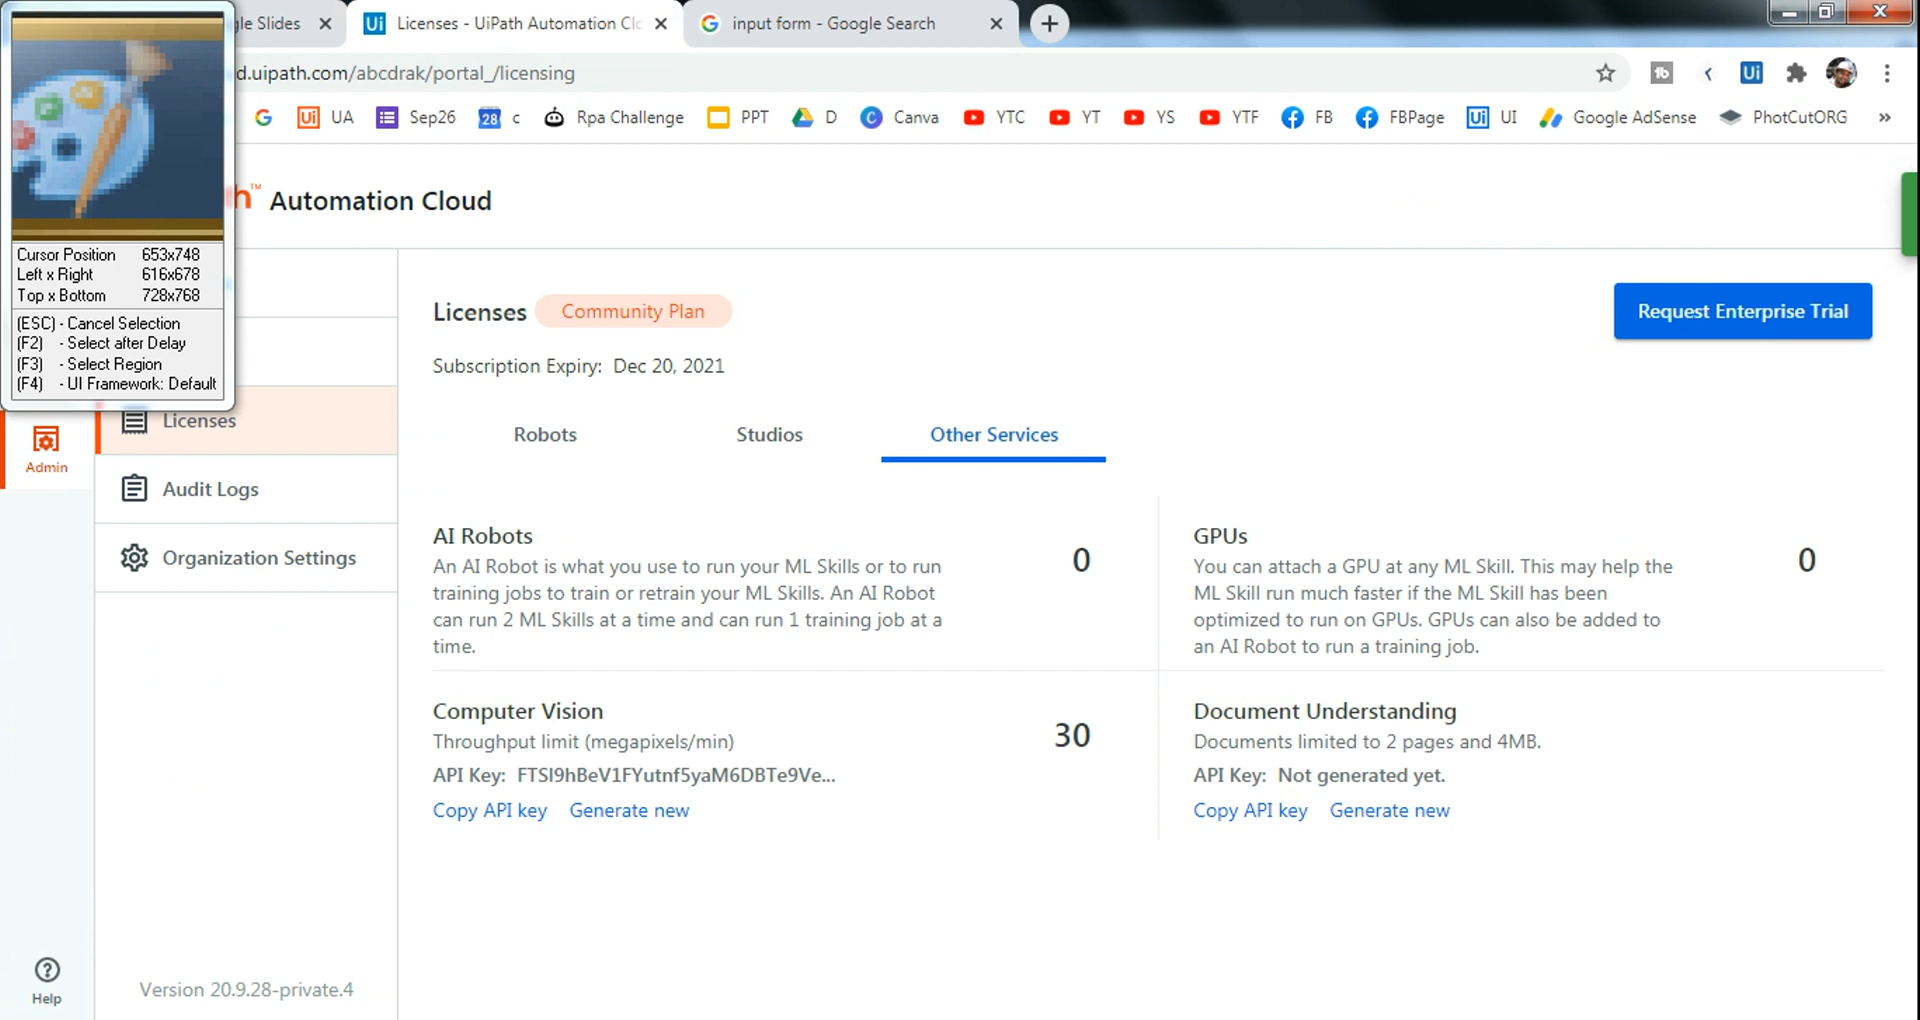 gle Slides
Licenses - UiPath Automation Clo
input form - Google Search
d.uipath.com/abcdrak/portal_/licensing
UA
Sep26
28
c
Rpa Challenge
PPT
D
Canva
YTC
YT
YS
YTF
FB
FBPage
UI
Google AdSense
PhotCutORG
»
h™ Automation Cloud
Cursor Position 653x748
Left x Right 616x678
Top x Bottom 728x768
(ESC) - Cancel Selection
(F2) - Select after Delay
(F3) - Select Region
(F4) - UI Framework: Default
Admin
Licenses
Audit Logs
Organization Settings
Help
Version 20.9.28-private.4
Licenses Community Plan
Request Enterprise Trial
Subscription Expiry: Dec 20, 2021
Robots
Studios
Other Services
AI Robots
An AI Robot is what you use to run your ML Skills or to run
training jobs to train or retrain your ML Skills. An AI Robot
can run 2 ML Skills at a time and can run 1 training job at a
time.
0
GPUs
You can attach a GPU at any ML Skill. This may help the
ML Skill run much faster if the ML Skill has been
optimized to run on GPUs. GPUs can also be added to
an AI Robot to run a training job.
0
Computer Vision
Throughput limit (megapixels/min)
30
API Key: FTSI9hBeV1FYutnf5yaM6DBTe9Ve...
Copy API key Generate new
Document Understanding
Documents limited to 2 pages and 4MB.
API Key: Not generated yet.
Copy API key Generate new